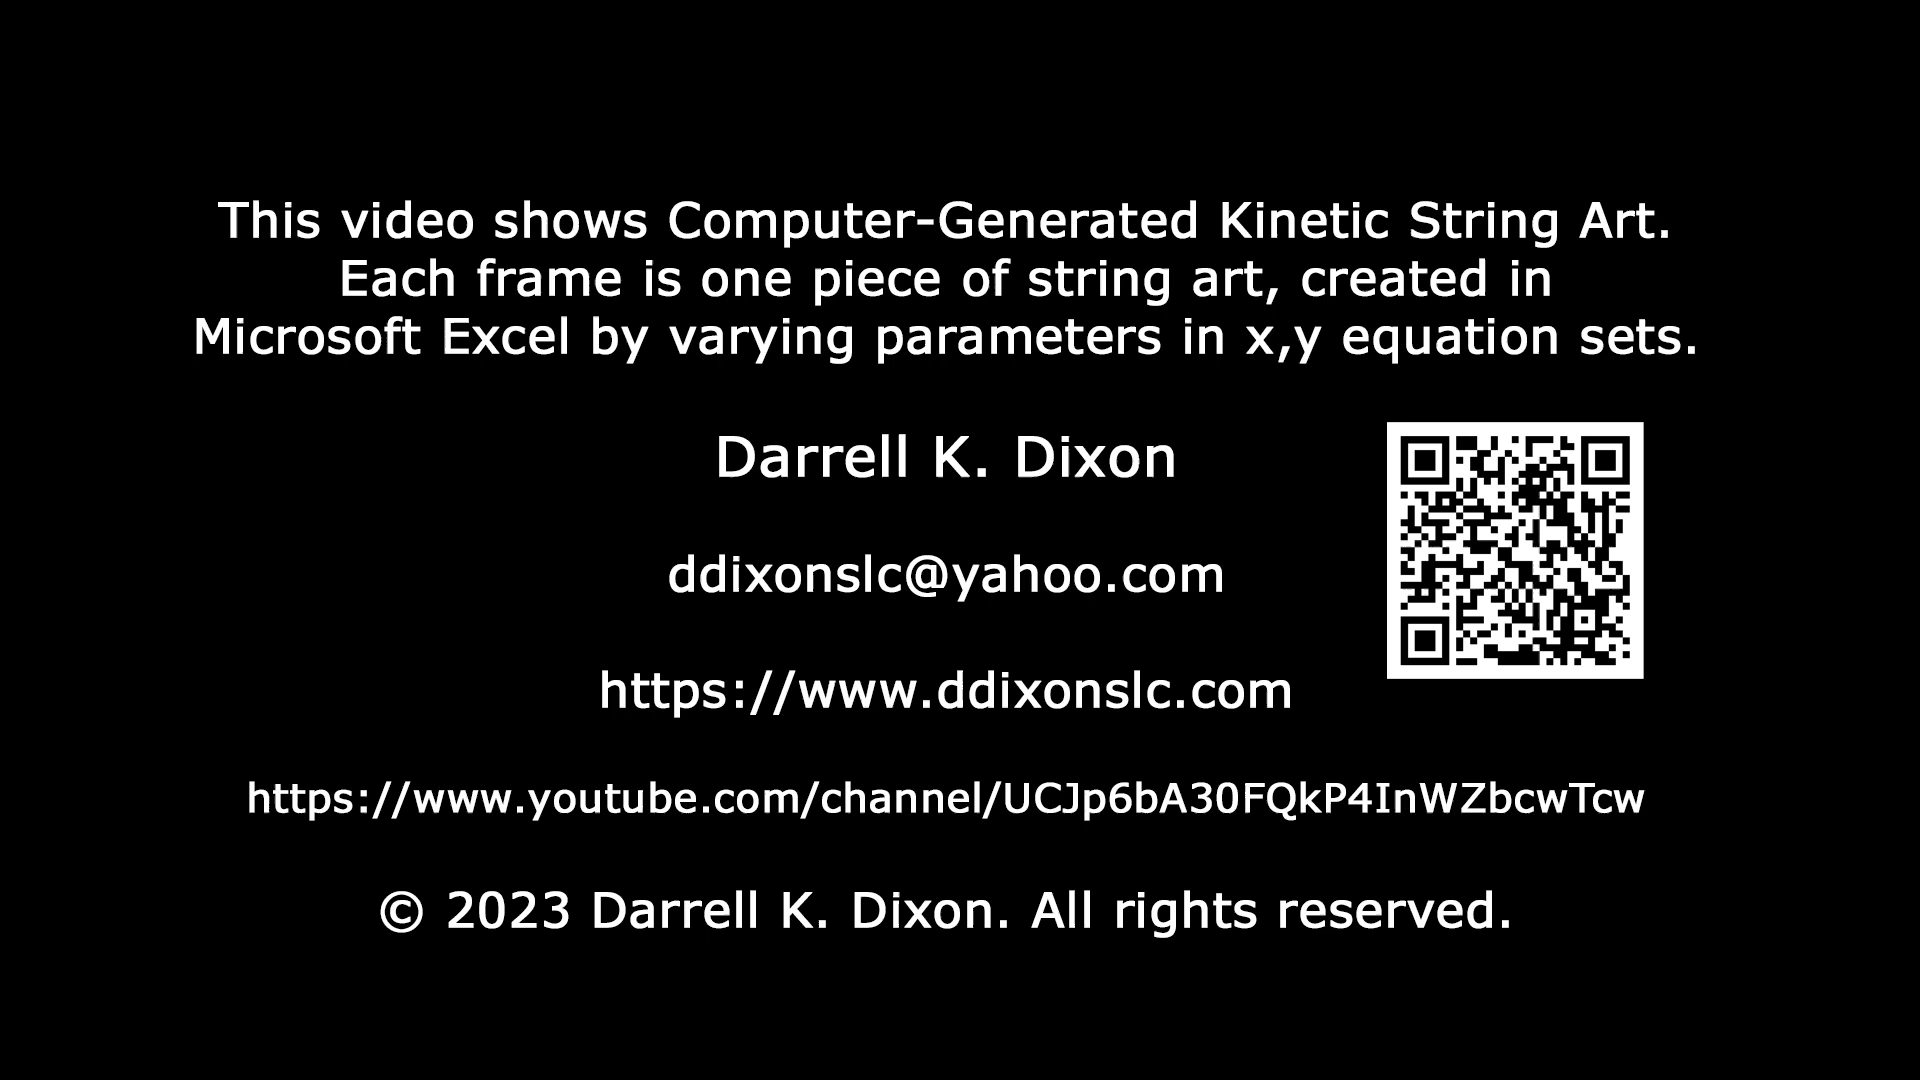 This video shows Computer-Generated Kinetic String Art.
Each frame is one piece of string art, created in
Microsoft Excel by varying parameters in x,y equation sets.
Darrell K. Dixon
ddixonslc@yahoo.com
https://www.ddixonslc.com
https://www.youtube.com/channel/UCJp6bA30FQkP4InWZbcwTcw
© 2023 Darrell K. Dixon. All rights reserved.